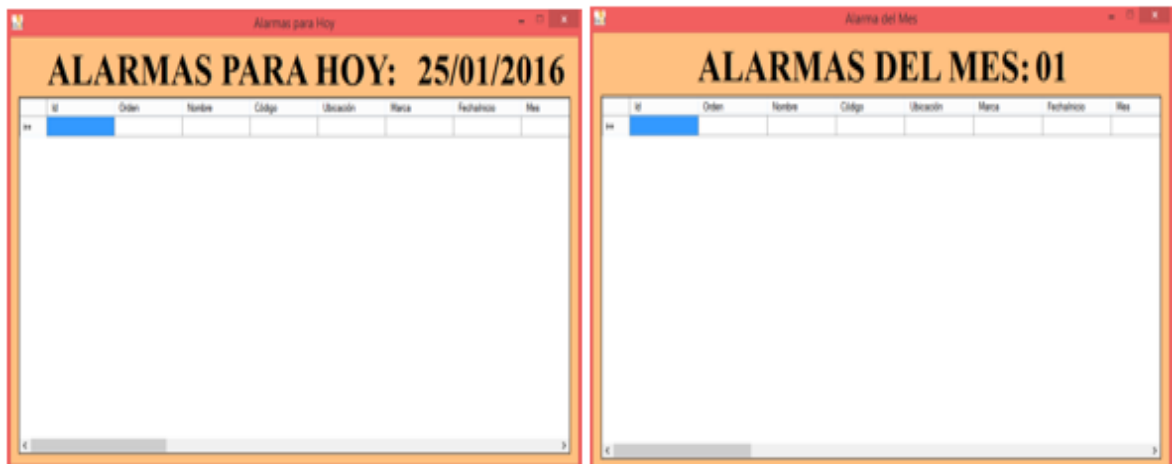 Alarmas para Hoy
ALARMAS PARA HOY: 25/01/2016
Id Orden Nombre Código Ubicación Marca FechaInicio Mes
Alarma del Mes
ALARMAS DEL MES: 01
Id Orden Nombre Código Ubicación Marca FechaInicio Mes